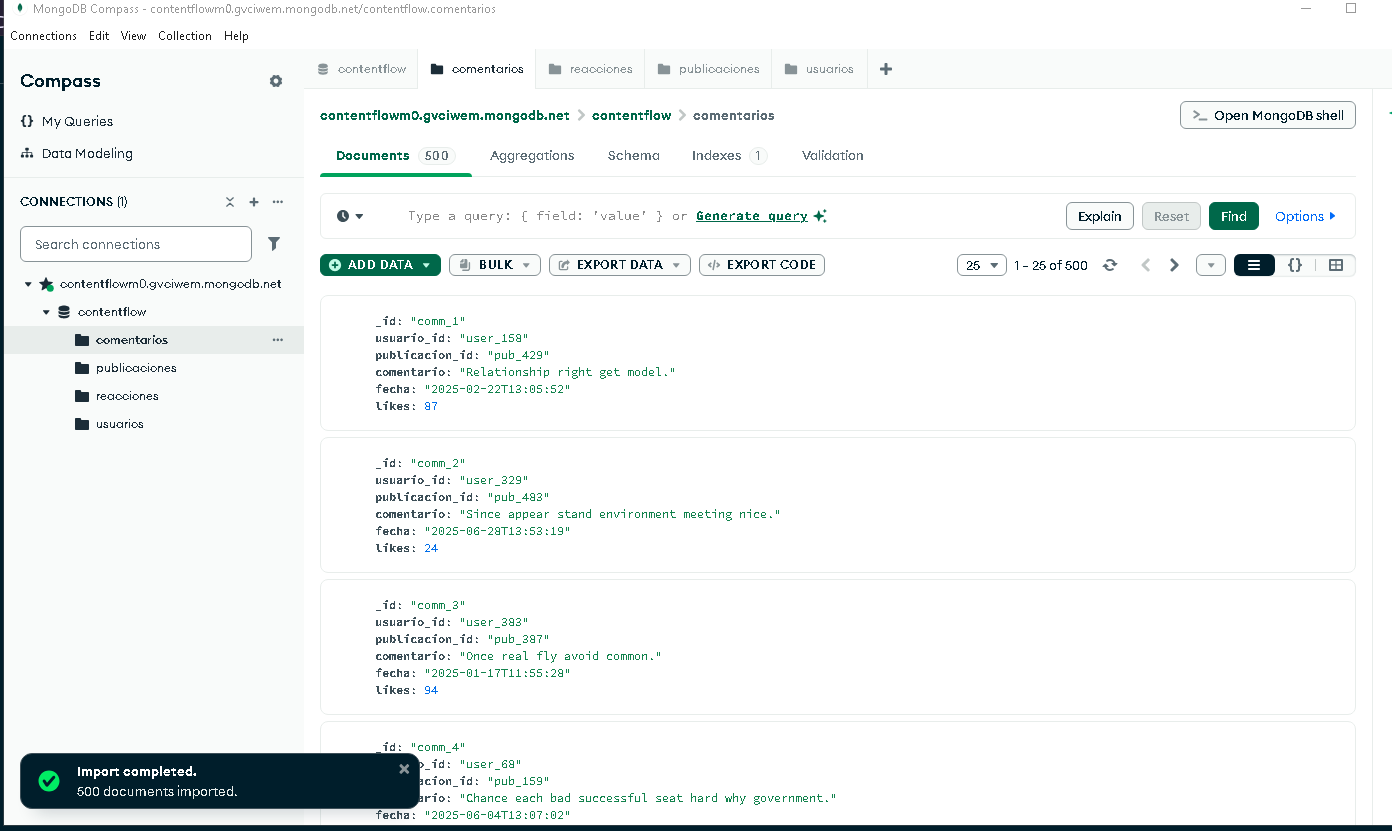 MongoDB Compass - contentflowm0.gvciwem.mongodb.net/contentflow.comentarios
Connections Edit View Collection Help
Compass
My Queries
Data Modeling
CONNECTIONS (1)
Search connections
contentflowm0.gvciwem.mongodb.net
contentflow
comentarios
publicaciones
reacciones
usuarios
contentflow comentarios reacciones publicaciones usuarios
contentflowm0.gvciwem.mongodb.net > contentflow > comentarios
>_ Open MongoDB shell
Documents 500 Aggregations Schema Indexes 1 Validation
Type a query: { field: 'value' } or Generate query
Explain Reset Find Options
ADD DATA BULK EXPORT DATA EXPORT CODE
25 1 – 25 of 500
_id: "comm_1"
usuario_id: "user_158"
publicacion_id: "pub_429"
comentario: "Relationship right get model."
fecha: "2025-02-22T13:05:52"
likes: 87
_id: "comm_2"
usuario_id: "user_329"
publicacion_id: "pub_483"
comentario: "Since appear stand environment meeting nice."
fecha: "2025-06-28T13:53:19"
likes: 24
_id: "comm_3"
usuario_id: "user_383"
publicacion_id: "pub_387"
comentario: "Once real fly avoid common."
fecha: "2025-01-17T11:55:28"
likes: 94
_id: "comm_4"
o_id: "user_68"
acion_id: "pub_159"
ario: "Chance each bad successful seat hard why government."
fecha: "2025-06-04T13:07:02"
Import completed.
500 documents imported.